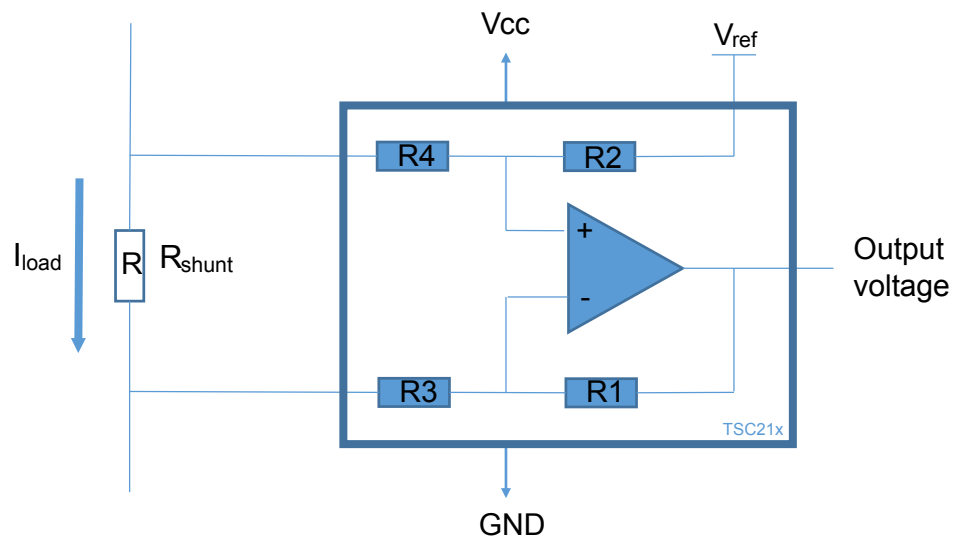 Vcc
Vref
R4
R2
+
Iload
R
Rshunt
Output
voltage
-
R3
R1
TSC21x
GND